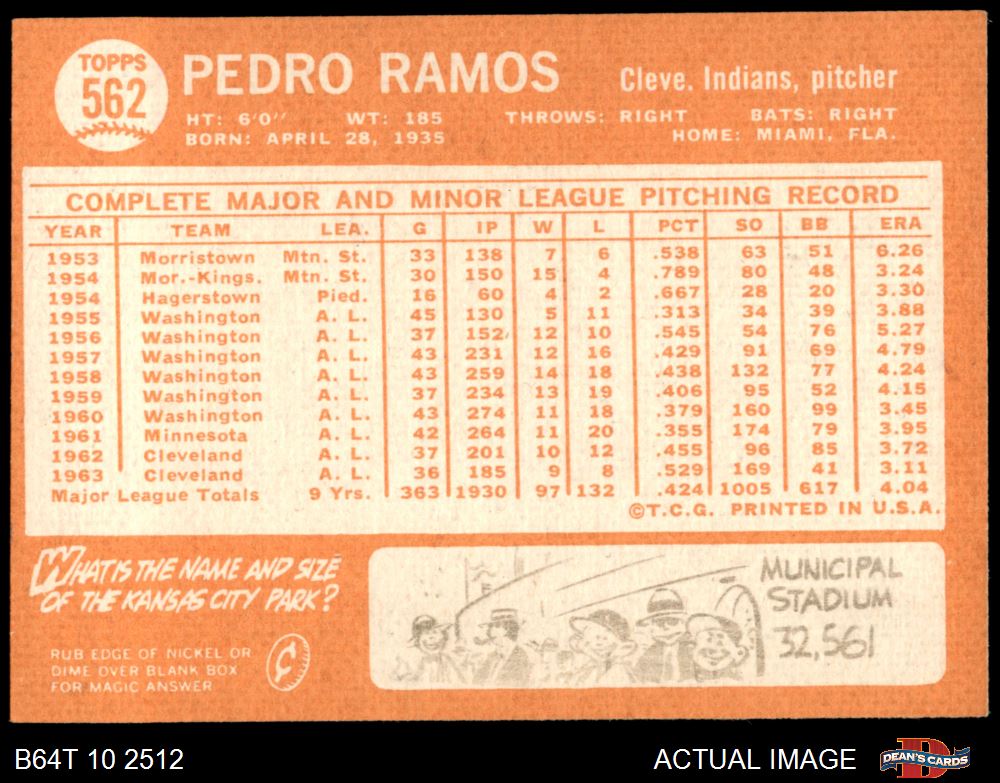 TOPPS
562
PEDRO RAMOS
Cleve. Indians, pitcher
HT: 6'0" WT: 185 THROWS: RIGHT BATS: RIGHT
BORN: APRIL 28, 1935 HOME: MIAMI, FLA.
COMPLETE MAJOR AND MINOR LEAGUE PITCHING RECORD
YEAR TEAM LEA. G IP W L PCT SO BB ERA
1953 Morristown Mtn. St. 33 138 7 6 .538 63 51 6.26
1954 Mor.-Kings. Mtn. St. 30 150 15 4 .789 80 48 3.24
1954 Hagerstown Pied. 16 60 4 2 .667 28 20 3.30
1955 Washington A. L. 45 130 5 11 .313 34 39 3.88
1956 Washington A. L. 37 152 12 10 .545 54 76 5.27
1957 Washington A. L. 43 231 12 16 .429 91 69 4.79
1958 Washington A. L. 43 259 14 18 .438 132 77 4.24
1959 Washington A. L. 37 234 13 19 .406 95 52 4.15
1960 Washington A. L. 43 274 11 18 .379 160 99 3.45
1961 Minnesota A. L. 42 264 11 20 .355 174 79 3.95
1962 Cleveland A. L. 37 201 10 12 .455 96 85 3.72
1963 Cleveland A. L. 36 185 9 8 .529 169 41 3.11
Major League Totals 9 Yrs. 363 1930 97 132 .424 1005 617 4.04
©T.C.G. PRINTED IN U.S.A.
WHAT IS THE NAME AND SIZE
OF THE KANSAS CITY PARK?
RUB EDGE OF NICKEL OR
DIME OVER BLANK BOX
FOR MAGIC ANSWER
MUNICIPAL
STADIUM
32,561
B64T 10 2512
ACTUAL IMAGE
DEAN'S CARDS